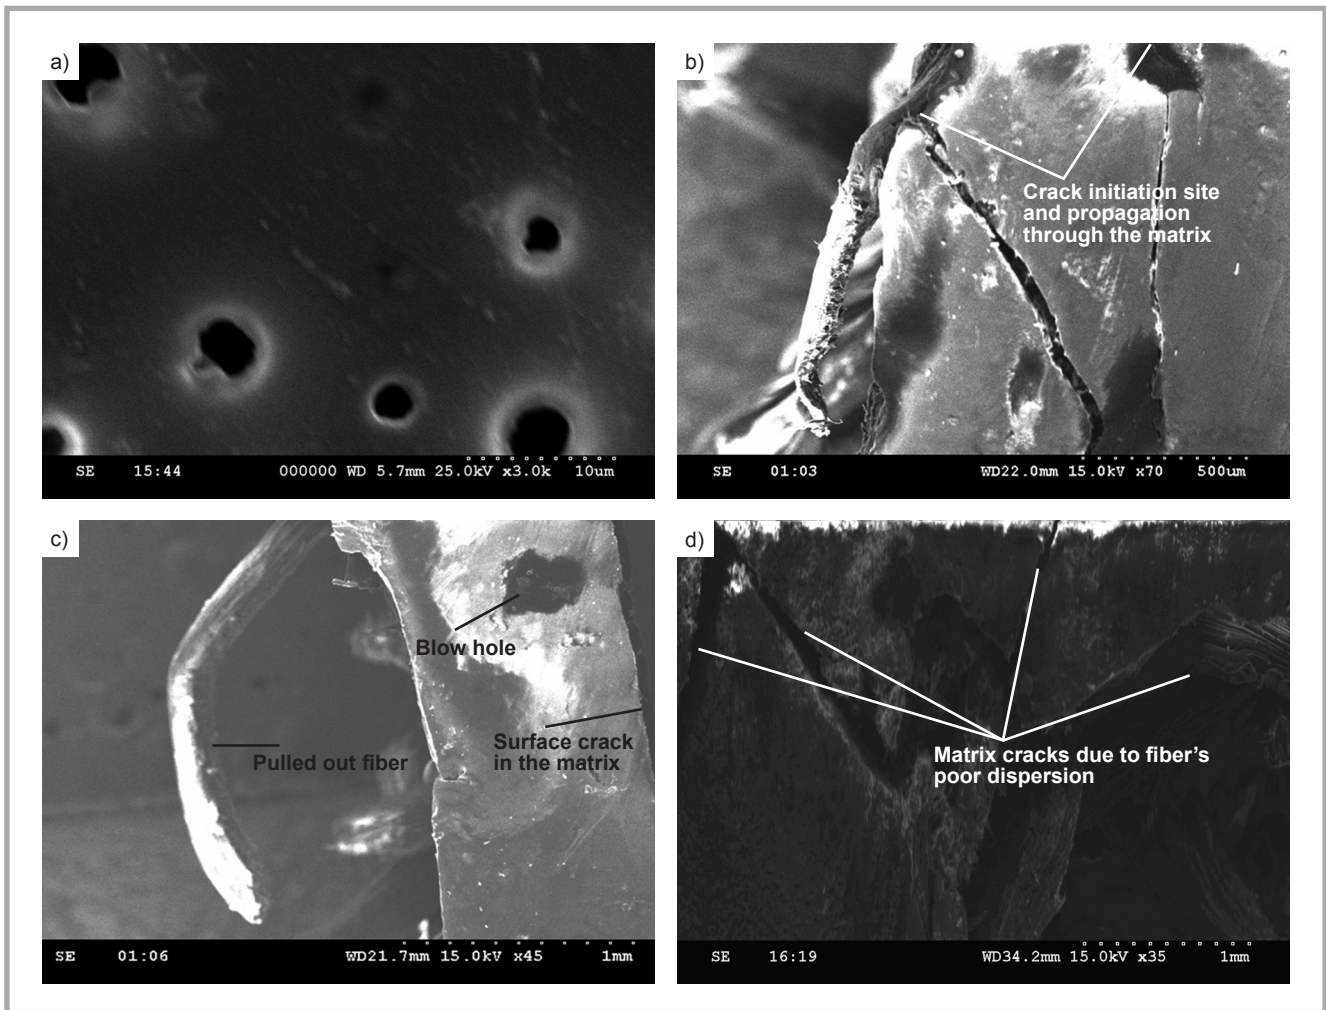 a)
SE 15:44 000000 WD 5.7mm 25.0kV x3.0k 10um
b)
Crack initiation site
and propagation
through the matrix
SE 01:03 WD22.0mm 15.0kV x70 500um
c)
Blow hole
Surface crack
in the matrix
Pulled out fiber
SE 01:06 WD21.7mm 15.0kV x45 1mm
d)
Matrix cracks due to fiber’s
poor dispersion
SE 16:19 WD34.2mm 15.0kV x35 1mm